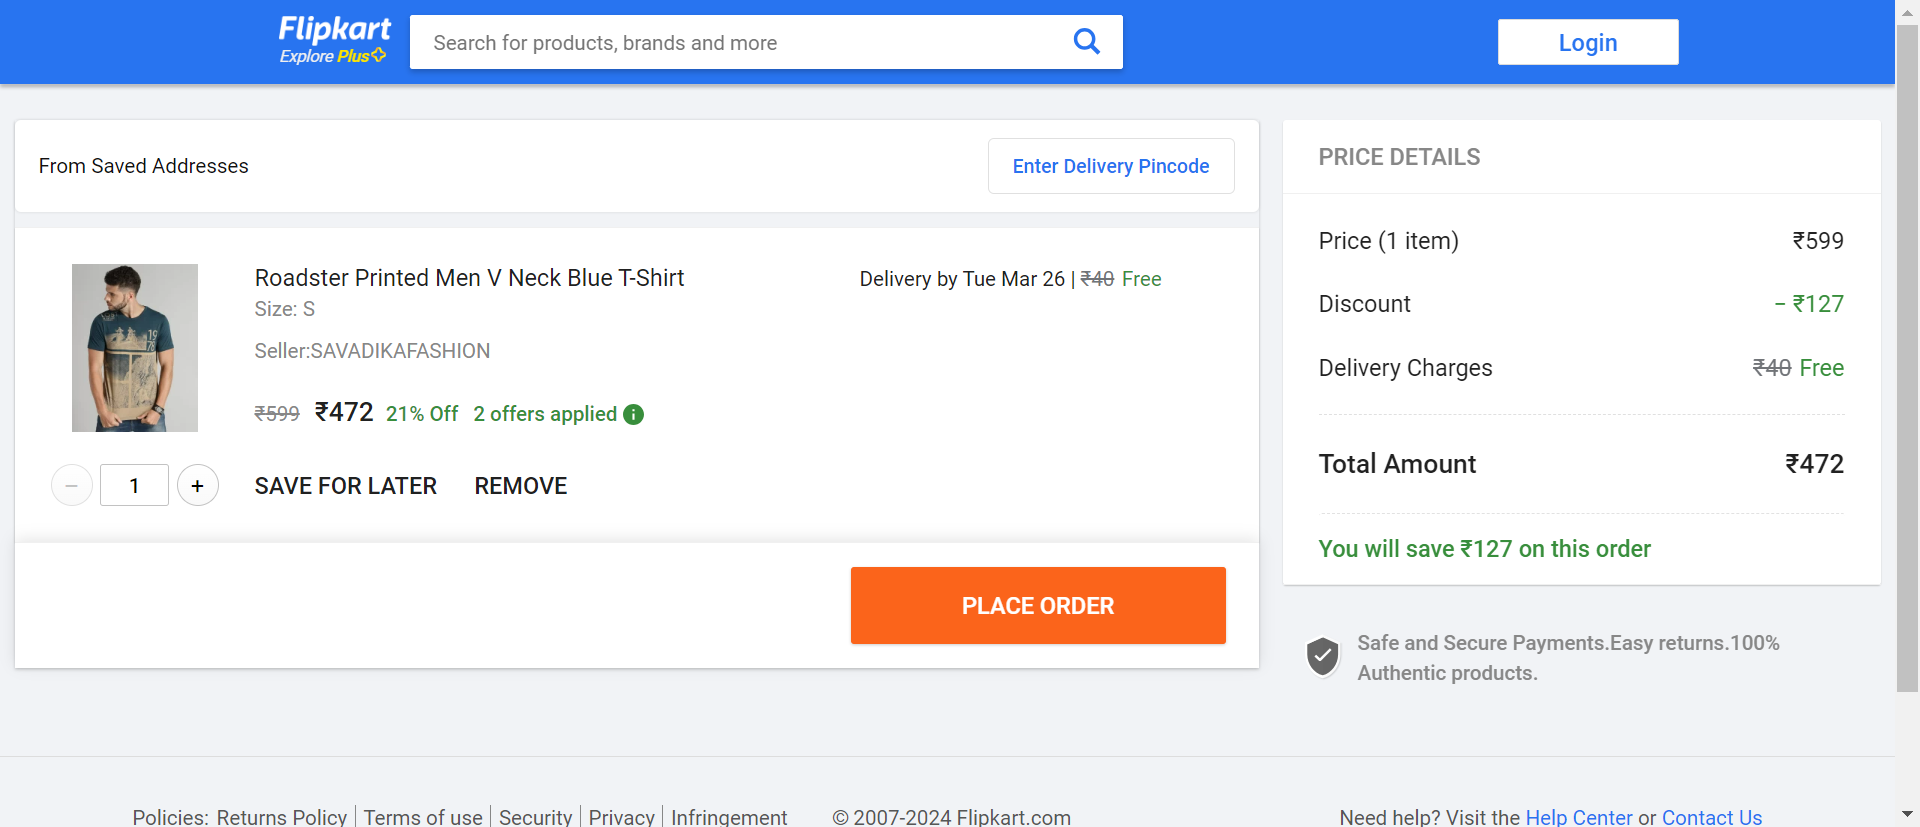 Flipkart
Explore Plus
Search for products, brands and more
Login
From Saved Addresses
Enter Delivery Pincode
Roadster Printed Men V Neck Blue T-Shirt
Size: S
Seller:SAVADIKAFASHION
₹599 ₹472 21% Off 2 offers applied
Delivery by Tue Mar 26 | ₹40 Free
− 1 +
SAVE FOR LATER REMOVE
PLACE ORDER
PRICE DETAILS
Price (1 item) ₹599
Discount − ₹127
Delivery Charges ₹40 Free
Total Amount ₹472
You will save ₹127 on this order
Safe and Secure Payments.Easy returns.100%
Authentic products.
Policies: Returns Policy | Terms of use | Security | Privacy | Infringement © 2007-2024 Flipkart.com Need help? Visit the Help Center or Contact Us